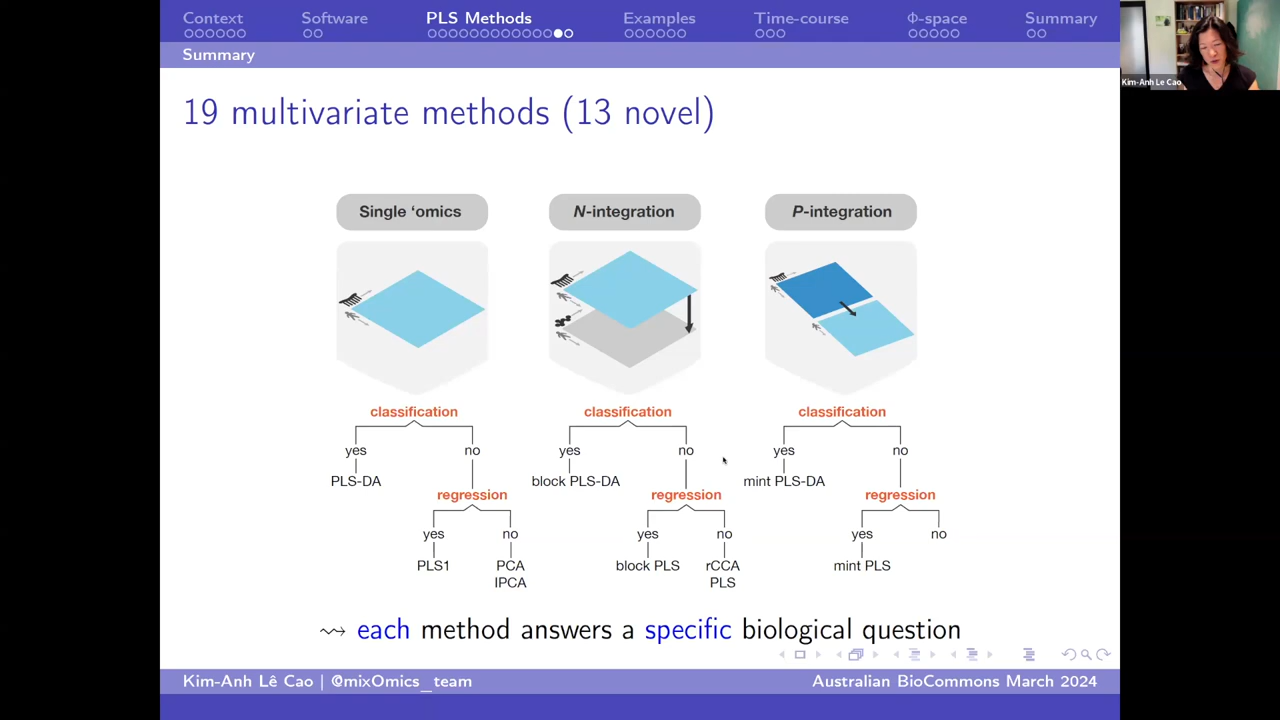 Context Software PLS Methods Examples Time-course Φ-space Summary
Summary
Kim-Anh Le Cao
19 multivariate methods (13 novel)
Single ‘omics N-integration P-integration
classification classification classification
yes no yes no yes no
PLS-DA block PLS-DA mint PLS-DA
regression regression regression
yes no yes no yes no
PLS1 PCA block PLS rCCA mint PLS
IPCA PLS
⇝ each method answers a specific biological question
Kim-Anh Lê Cao | @mixOmics_team Australian BioCommons March 2024